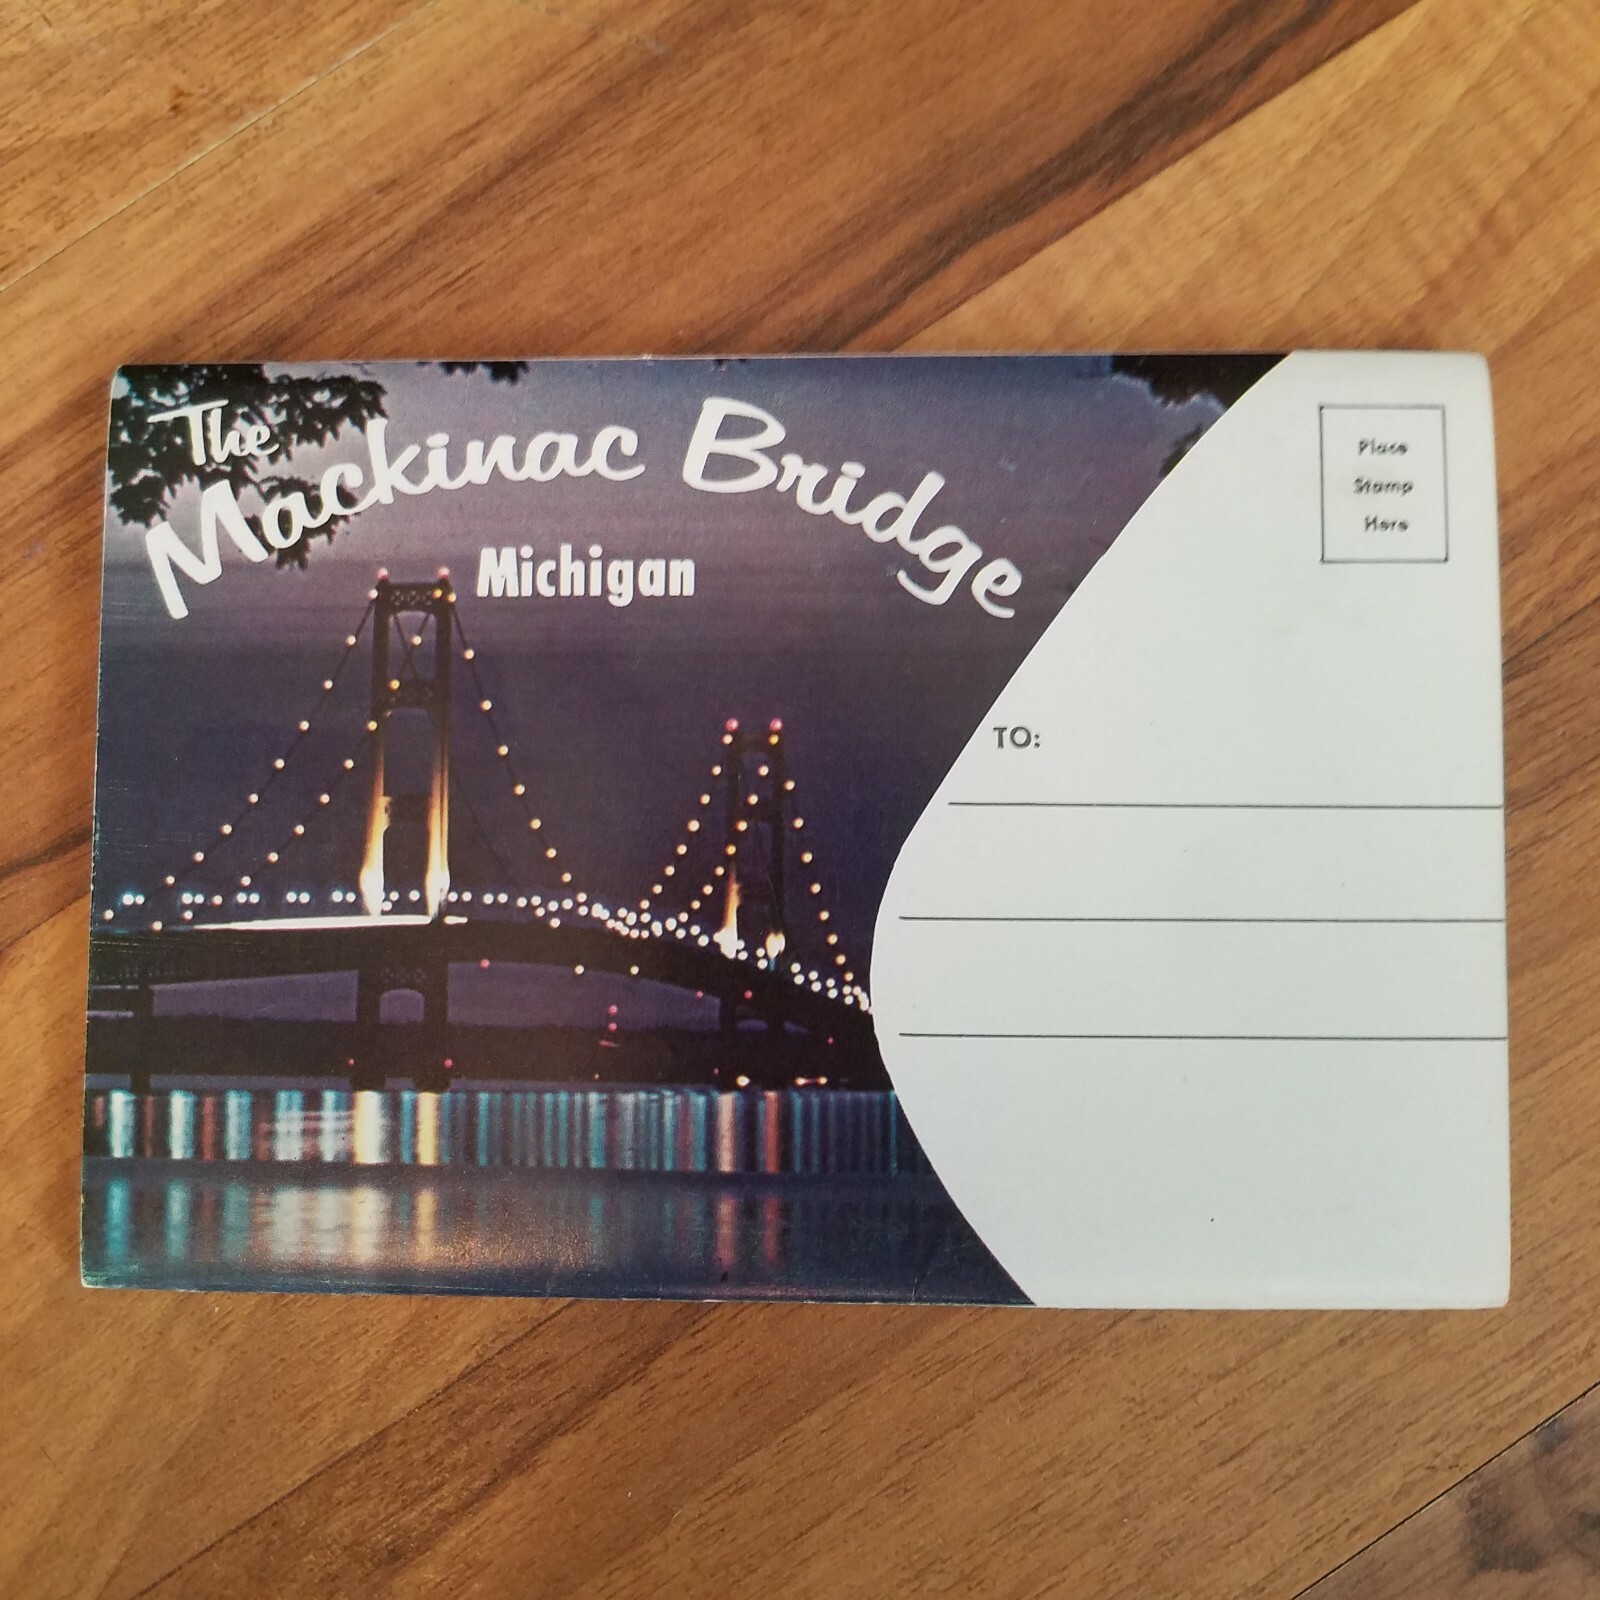 The
Mackinac Bridge
Michigan
Place
Stamp
Here
TO: